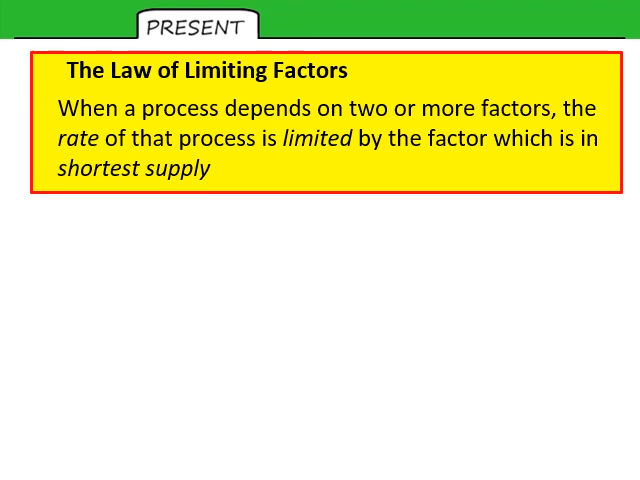 PRESENT
The Law of Limiting Factors
When a process depends on two or more factors, the
rate of that process is limited by the factor which is in
shortest supply